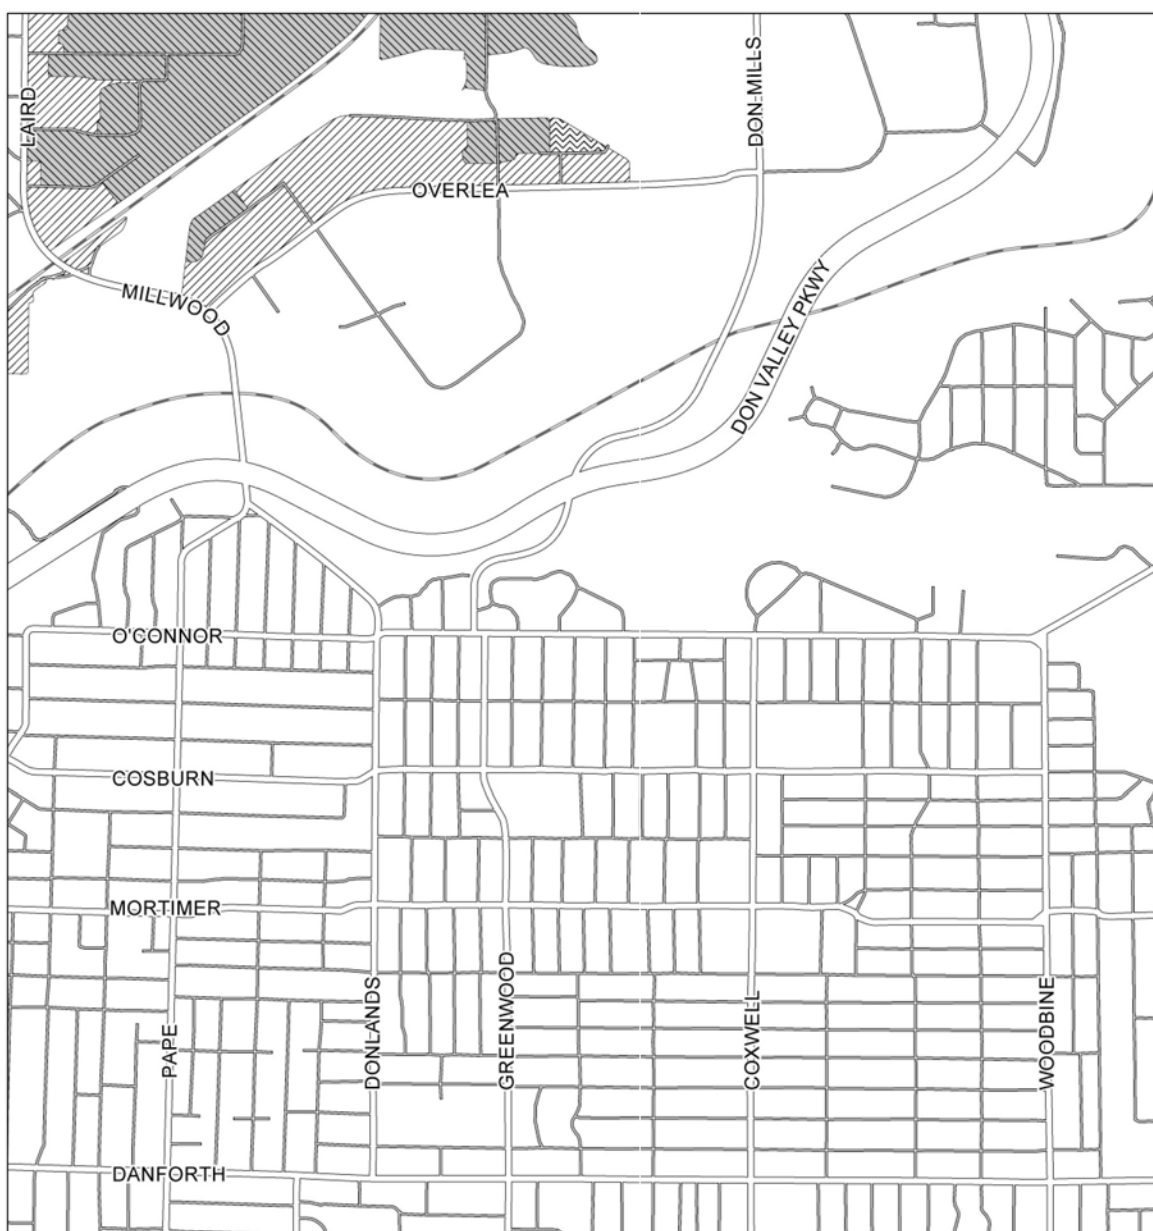 LAIRD
DON MILLS
OVERLEA
MILLWOOD
DON VALLEY PKWY
O'CONNOR
COSBURN
MORTIMER
PAPE
DONLANDS
GREENWOOD
COXWELL
WOODBINE
DANFORTH